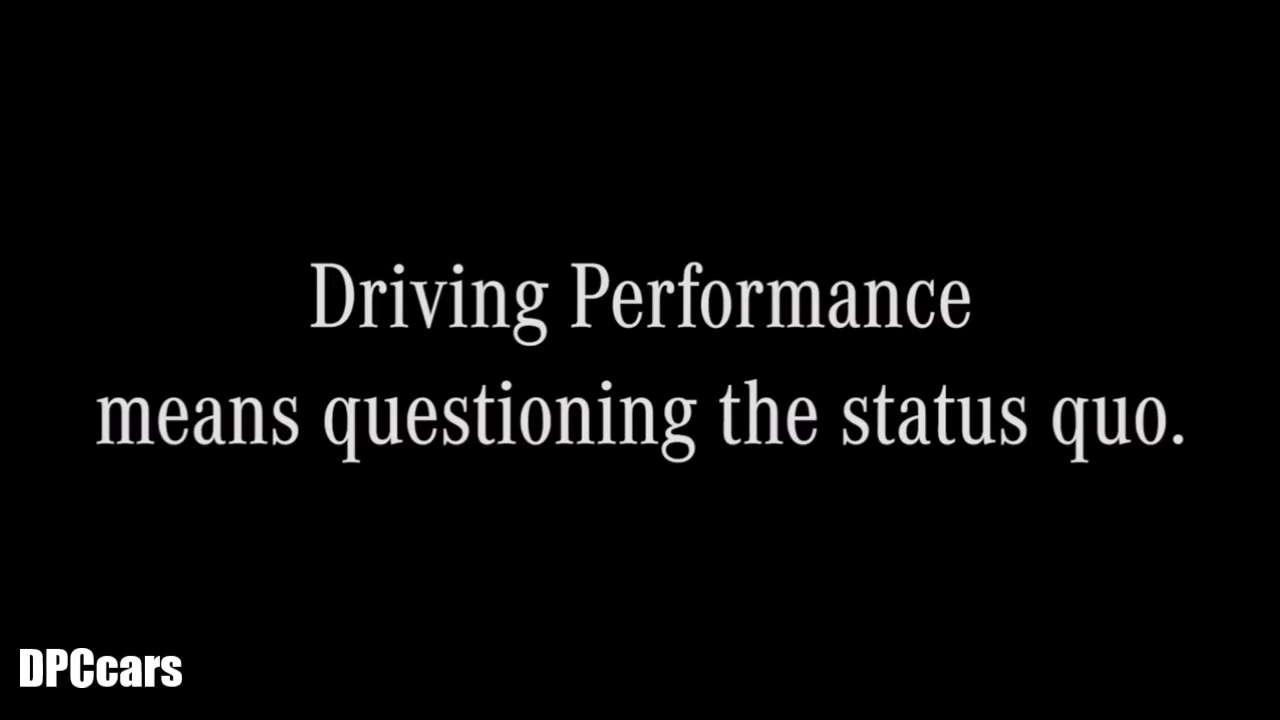 Driving Performance
means questioning the status quo.
DPCcars